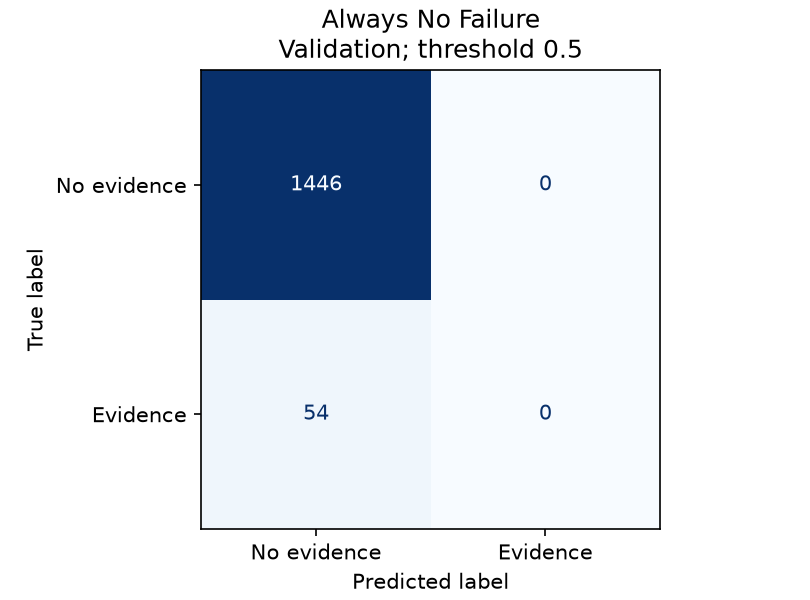 Always No Failure
Validation; threshold 0.5
No evidence
1446
0
True label
Evidence
54
0
No evidence
Evidence
Predicted label